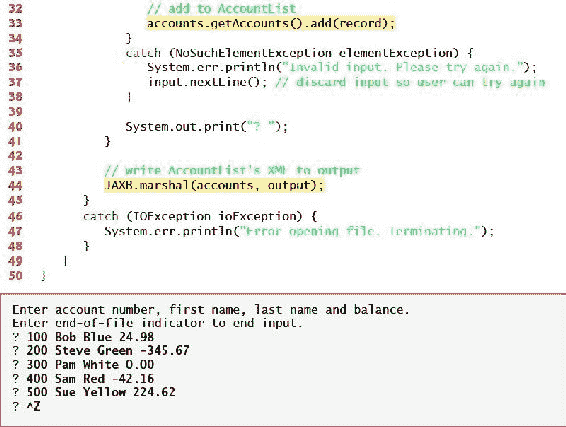 32 // add to AccountList
33 accounts.getAccounts().add(record);
34 }
35 catch (NoSuchElementException elementException) {
36 System.err.println("Invalid input. Please try again.");
37 input.nextLine(); // discard input so user can try again
38 }
39
40 System.out.print("? ");
41 }
42
43 // write AccountList's XML to output
44 JAXB.marshal(accounts, output);
45 }
46 catch (IOException ioException) {
47 System.err.println("Error opening file. Terminating.");
48 }
49 }
50 }
Enter account number, first name, last name and balance.
Enter end-of-file indicator to end input.
? 100 Bob Blue 24.98
? 200 Steve Green -345.67
? 300 Pam White 0.00
? 400 Sam Red -42.16
? 500 Sue Yellow 224.62
? ^Z